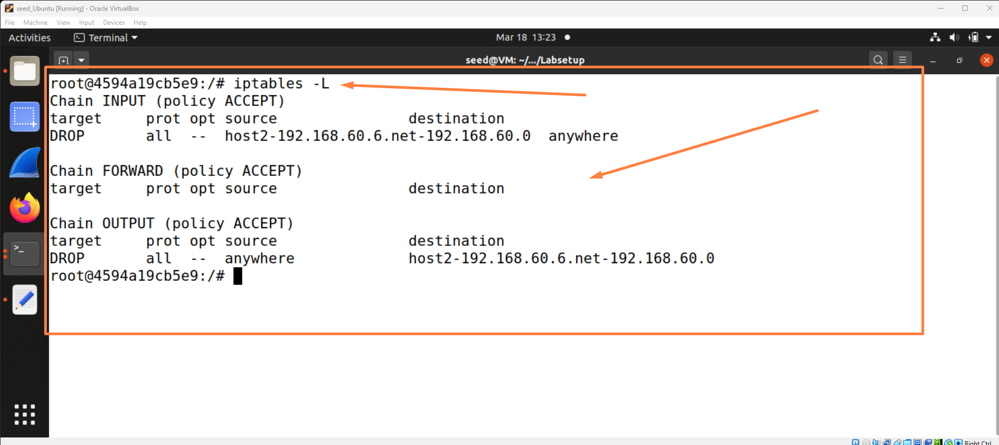 seed_Ubuntu [Running] - Oracle VirtualBox
File Machine View Input Devices Help
Activities Terminal Mar 18 13:23
seed@VM: ~/.../Labsetup
root@4594a19cb5e9:/# iptables -L
Chain INPUT (policy ACCEPT)
target     prot opt source               destination
DROP       all  --  host2-192.168.60.6.net-192.168.60.0  anywhere
Chain FORWARD (policy ACCEPT)
target     prot opt source               destination
Chain OUTPUT (policy ACCEPT)
target     prot opt source               destination
DROP       all  --  anywhere             host2-192.168.60.6.net-192.168.60.0
root@4594a19cb5e9:/#
Right Ctrl